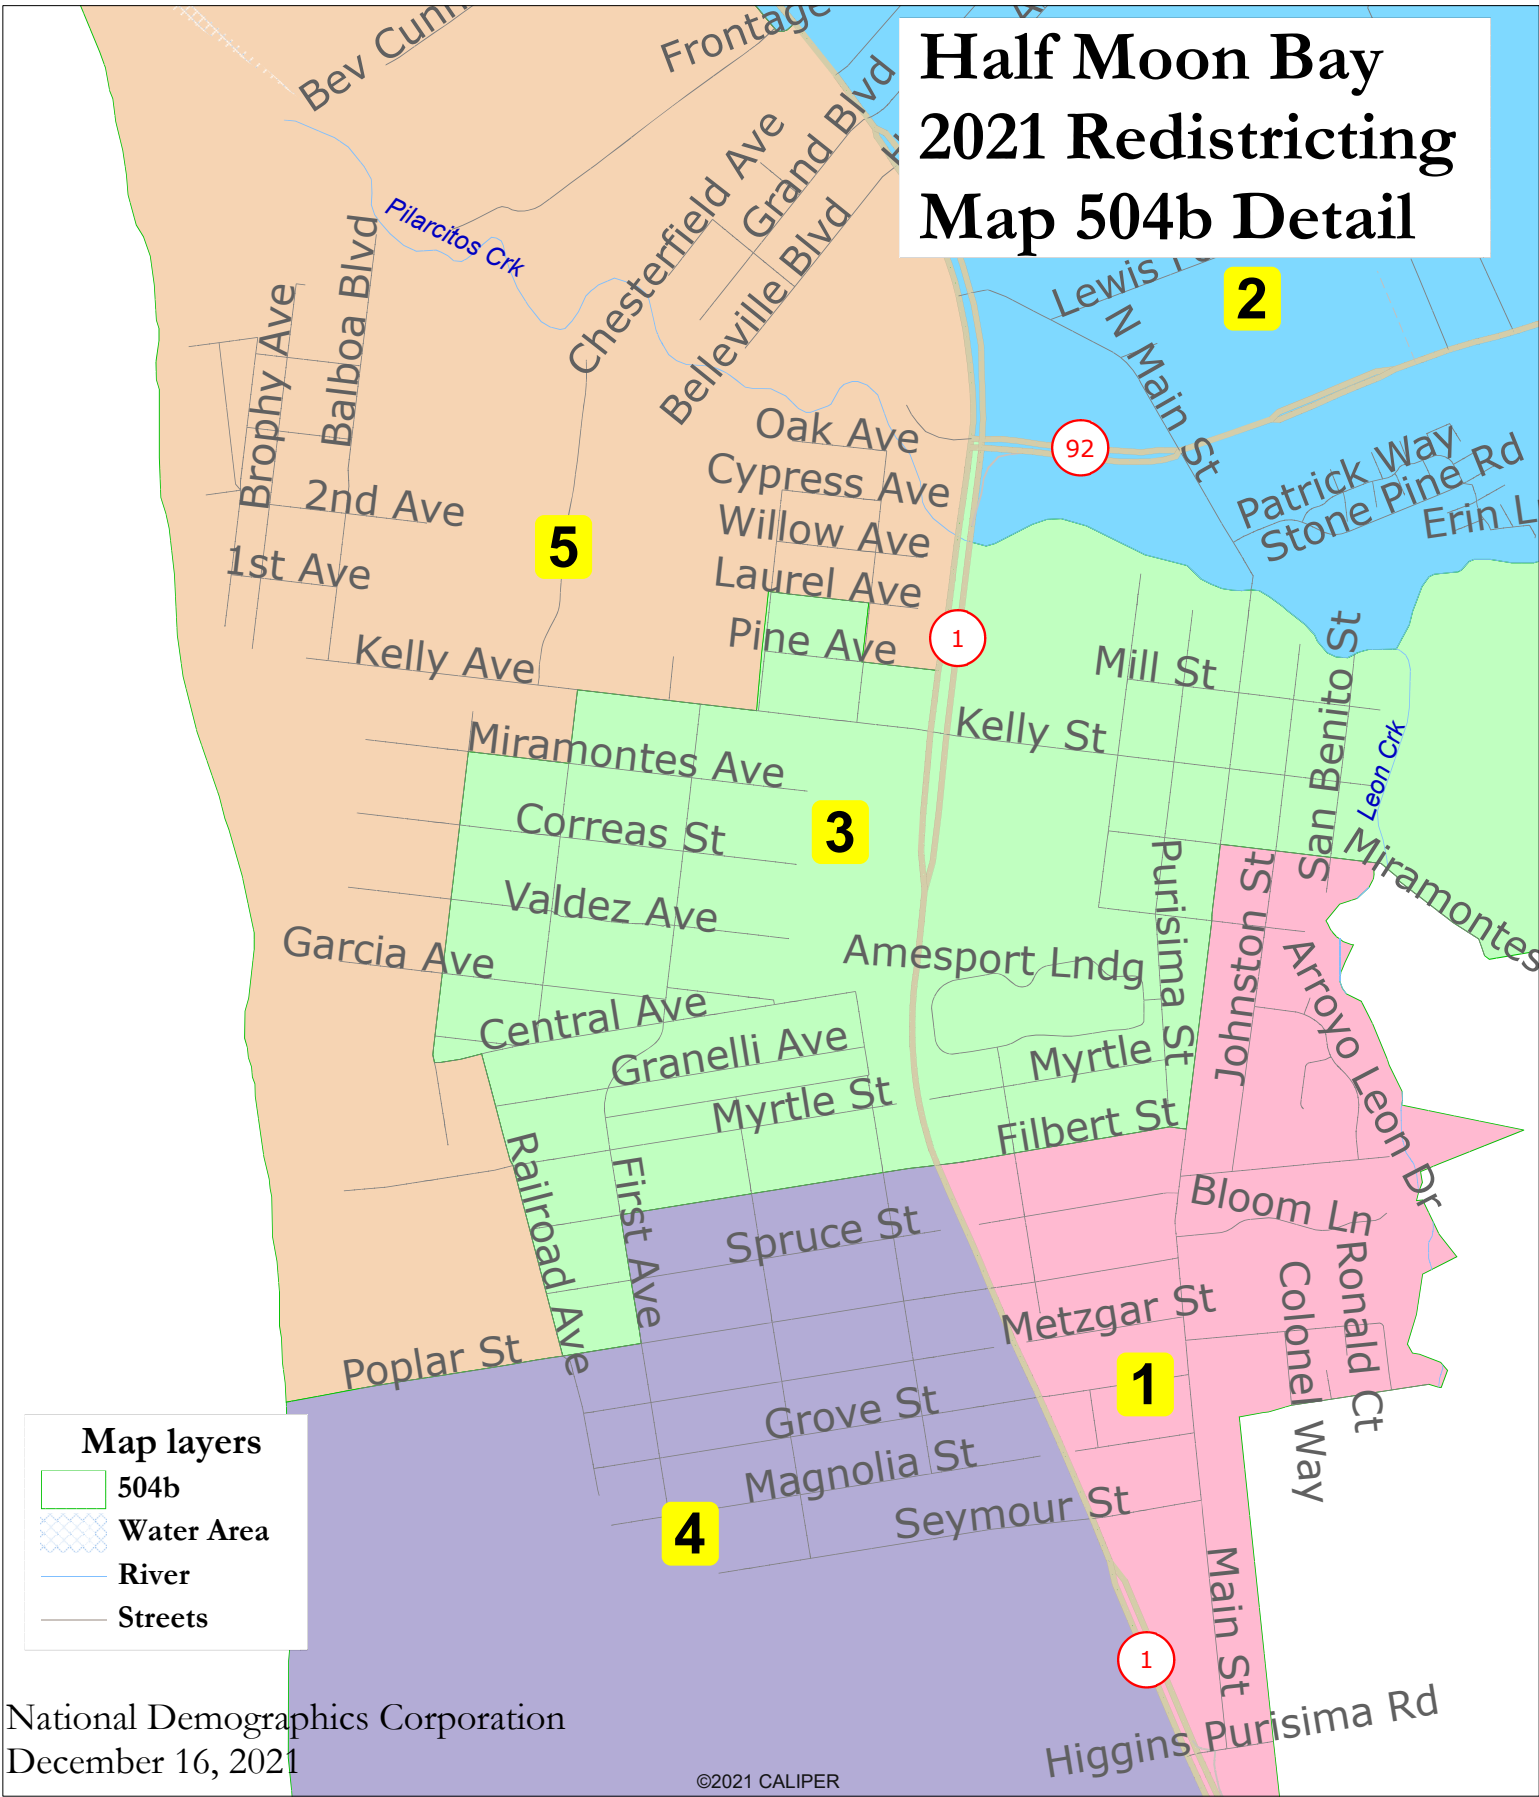 Half Moon Bay
2021 Redistricting
Map 504b Detail
Bev Cunn
Frontage
Grand Blvd
Chesterfield Ave
Belleville Blvd
Pilarcitos Crk
Balboa Blvd
Brophy Ave
Lewis
2
N Main St
92
Oak Ave
Cypress Ave
Willow Ave
Laurel Ave
Pine Ave
Patrick Way
Stone Pine Rd
Erin L
2nd Ave
1st Ave
5
1
Kelly Ave
Mill St
Kelly St
San Benito St
Leon Crk
Miramontes
Miramontes Ave
Correas St
3
Valdez Ave
Garcia Ave
Amesport Lndg
Purisima St
Johnston St
Arroyo Leon Dr
Central Ave
Granelli Ave
Myrtle St
Myrtle
Filbert St
Railroad Ave
First Ave
Spruce St
Bloom Ln
Ronald Ct
Colonel Way
Metzgar St
Poplar St
1
Grove St
Magnolia St
Seymour St
4
Main St
1
Higgins Purisima Rd
Map layers
504b
Water Area
River
Streets
National Demographics Corporation
December 16, 2021
©2021 CALIPER